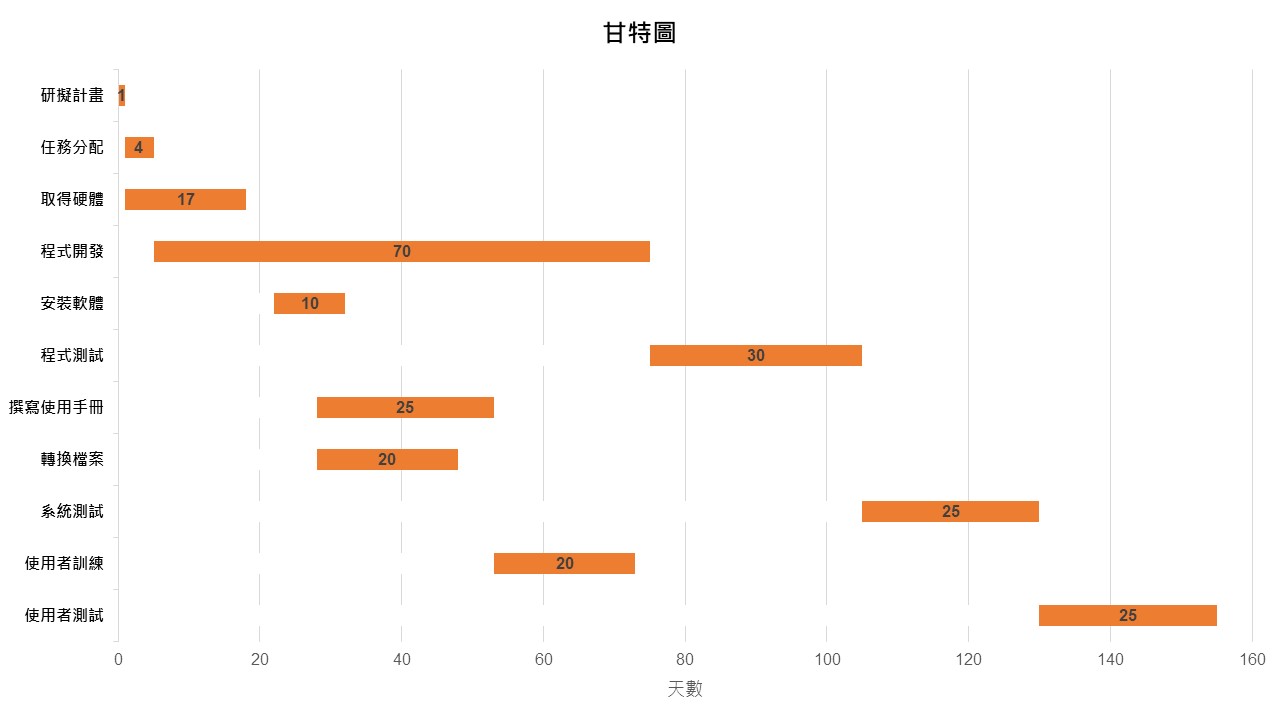 甘特圖
研擬計畫 1
任務分配 4
取得硬體 17
程式開發 70
安裝軟體 10
程式測試 30
撰寫使用手冊 25
轉換檔案 20
系統測試 25
使用者訓練 20
使用者測試 25
0 20 40 60 80 100 120 140 160
天數